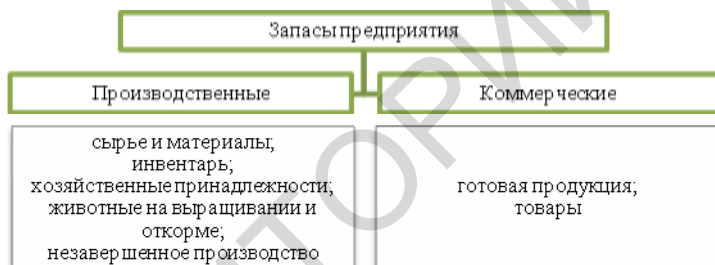 Запасы предприятия
Производственные
Коммерческие
сырье и материалы;
инвентарь;
хозяйственные принадлежности;
животные на выращивании и
откорме;
незавершенное производство
готовая продукция;
товары